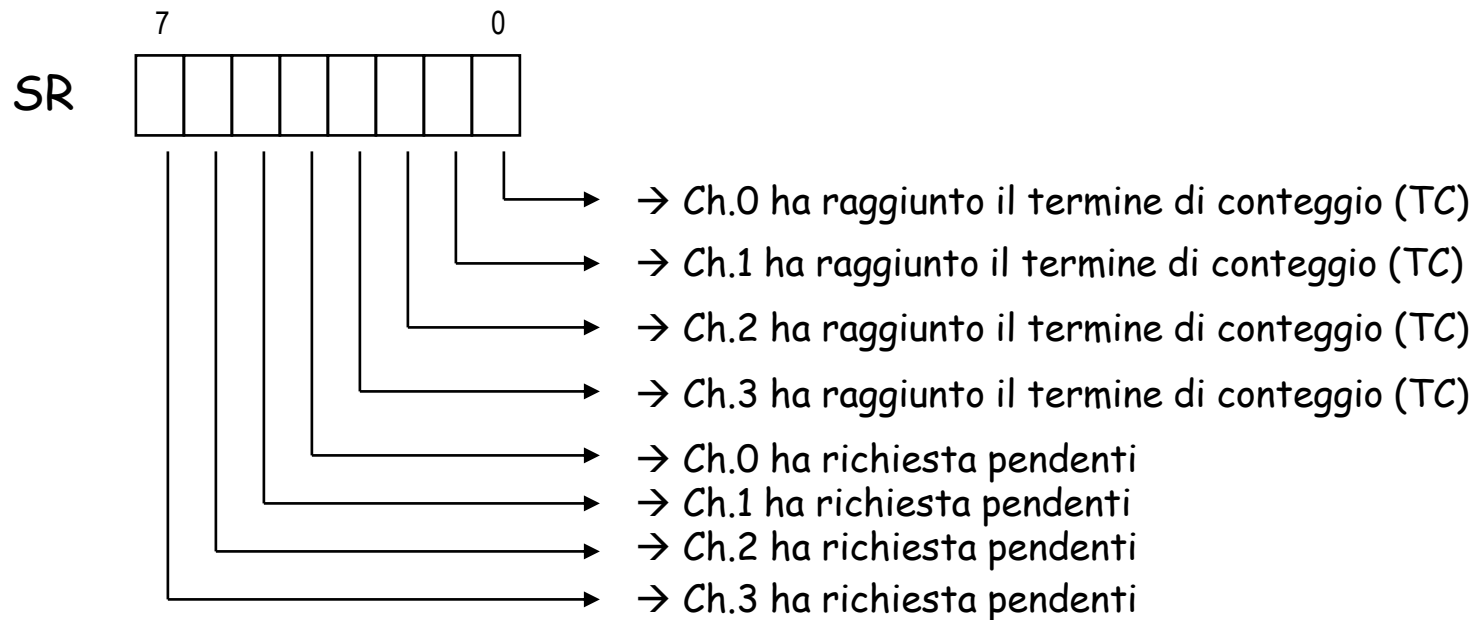 7 0
SR
→ Ch.0 ha raggiunto il termine di conteggio (TC)
→ Ch.1 ha raggiunto il termine di conteggio (TC)
→ Ch.2 ha raggiunto il termine di conteggio (TC)
→ Ch.3 ha raggiunto il termine di conteggio (TC)
→ Ch.0 ha richiesta pendenti
→ Ch.1 ha richiesta pendenti
→ Ch.2 ha richiesta pendenti
→ Ch.3 ha richiesta pendenti